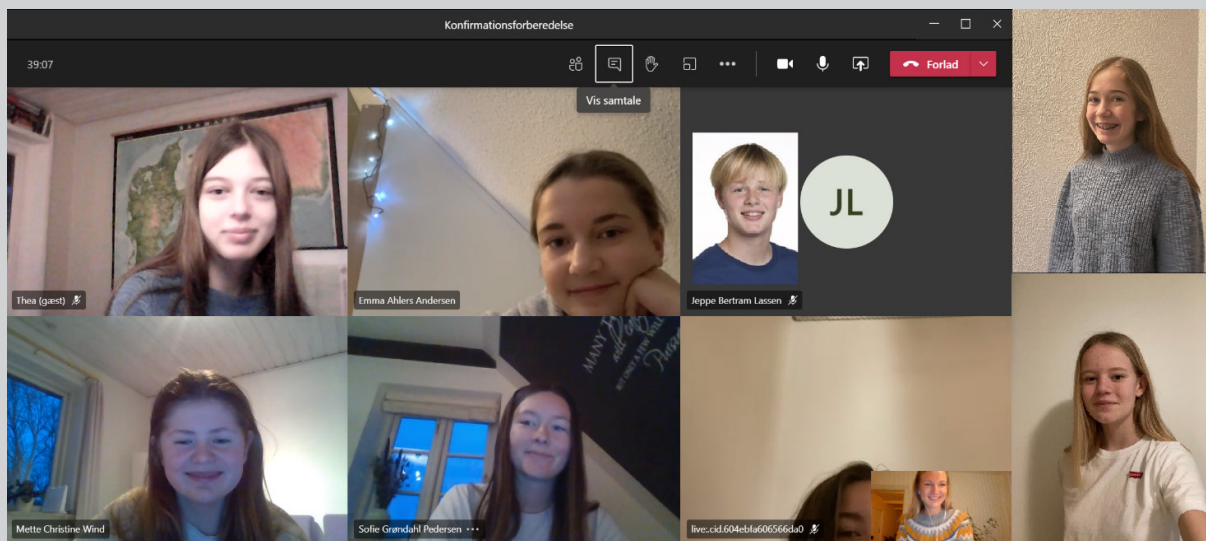 Konfirmationsforberedelse
39:07
Forlad
Vis samtale
JL
Thea (gæst)
Emma Ahlers Andersen
Jeppe Bertram Lassen
MANY
Mette Christine Wind
Sofie Grøndahl Pedersen ···
live:.cid.604ebfa606566da0